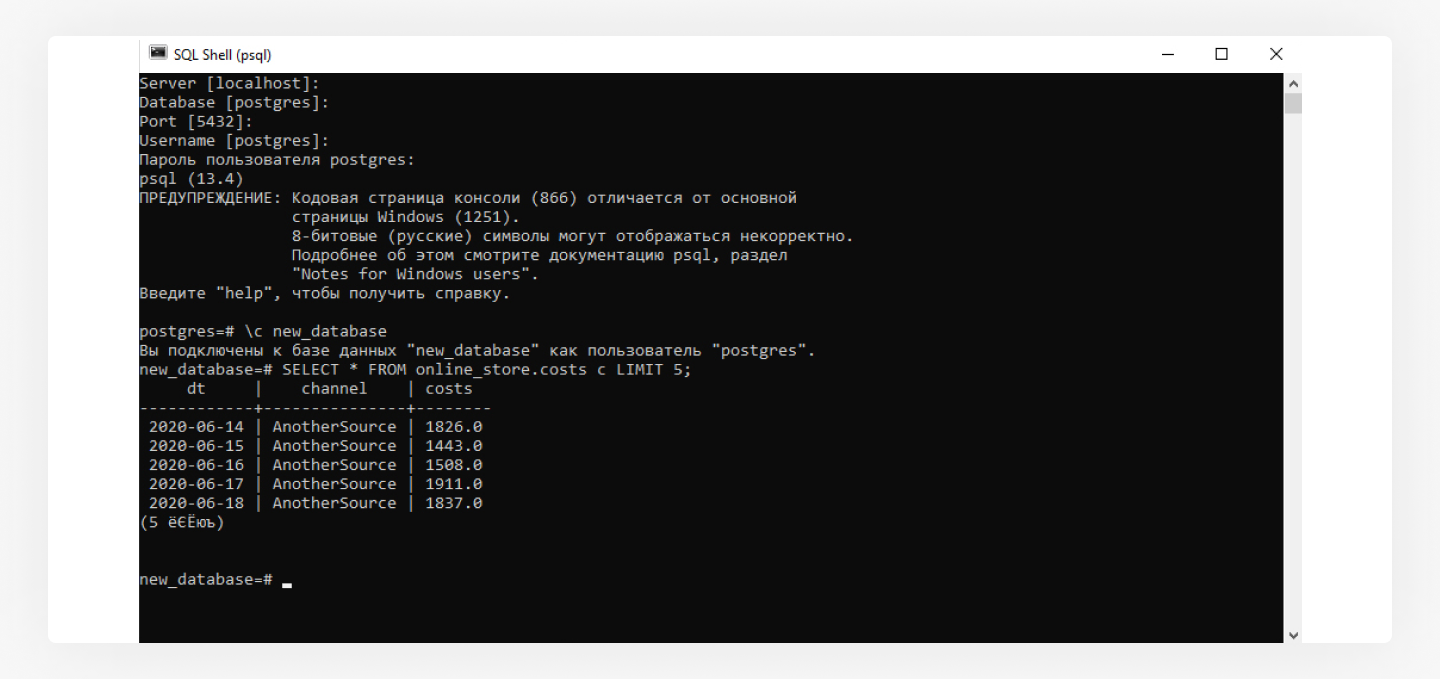 SQL Shell (psql)
Server [localhost]:
Database [postgres]:
Port [5432]:
Username [postgres]:
Пароль пользователя postgres:
psql (13.4)
ПРЕДУПРЕЖДЕНИЕ: Кодовая страница консоли (866) отличается от основной
страницы Windows (1251).
8-битовые (русские) символы могут отображаться некорректно.
Подробнее об этом смотрите документацию psql, раздел
"Notes for Windows users".
Введите "help", чтобы получить справку.
postgres=# \c new_database
Вы подключены к базе данных "new_database" как пользователь "postgres".
new_database=# SELECT * FROM online_store.costs c LIMIT 5;
dt | channel | costs
------------+---------------+--------
2020-06-14 | AnotherSource | 1826.0
2020-06-15 | AnotherSource | 1443.0
2020-06-16 | AnotherSource | 1508.0
2020-06-17 | AnotherSource | 1911.0
2020-06-18 | AnotherSource | 1837.0
(5 ёЄЁюъ)
new_database=#